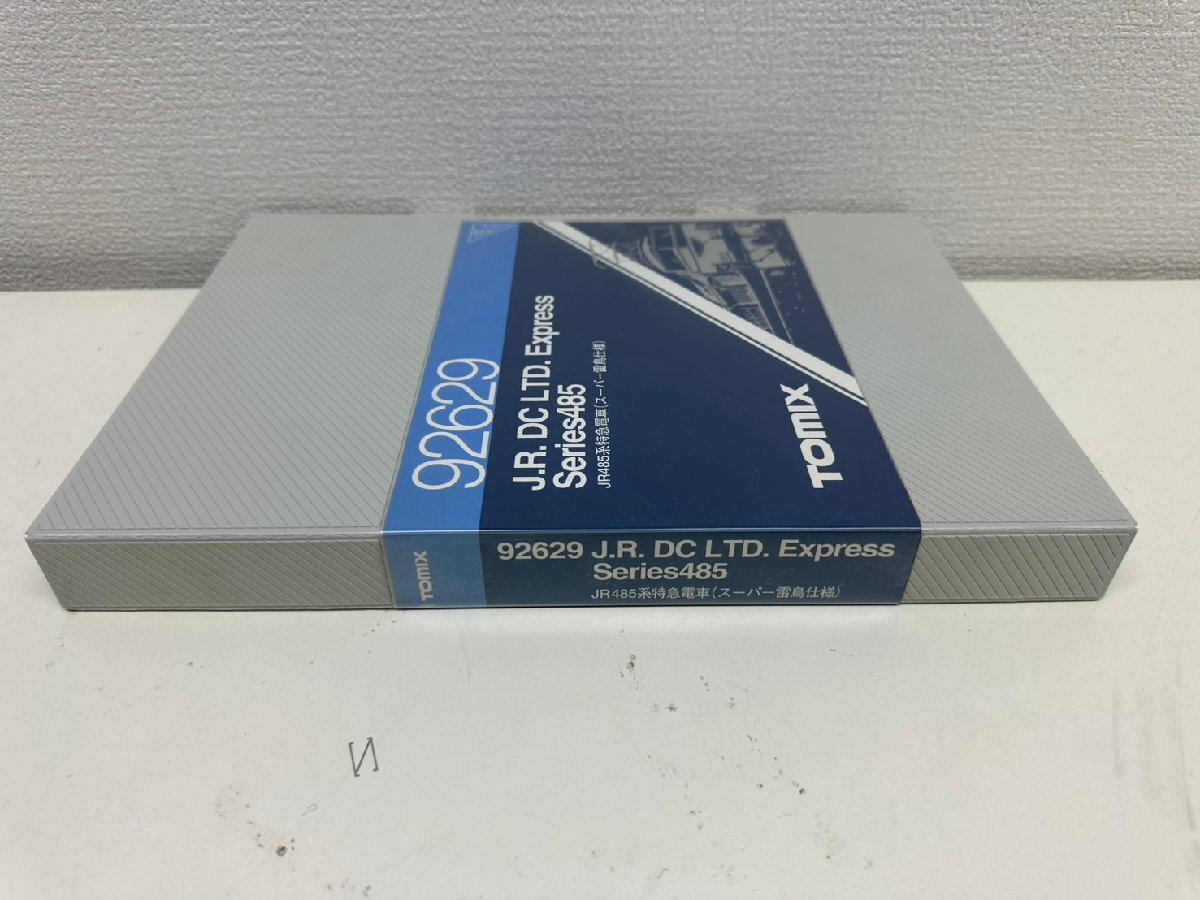 92629
J.R. DC LTD. Express
Series485
JR485系特急電車(スーパー雷鳥仕様)
TOMIX
TOMIX
92629 J.R. DC LTD. Express
Series485
JR485系特急電車(スーパー雷鳥仕様)